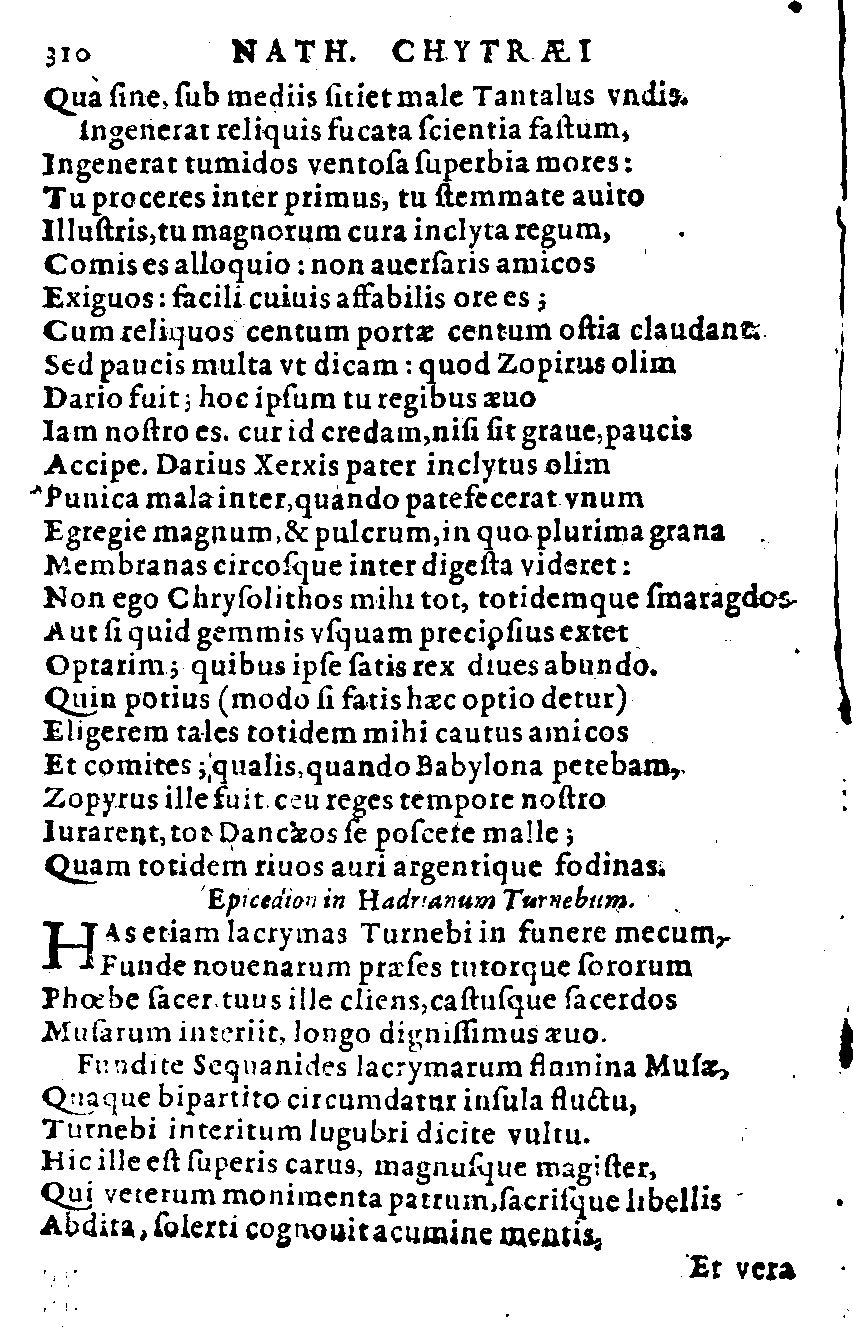 310 NATH. CHYTRÆI
Quà ſine, ſub mediis ſitiet male Tantalus vndis.
Ingenerat reliquis fucata ſcientia faſtum,
Ingenerat tumidos ventoſa ſuperbia mores:
Tu proceres inter primus, tu ſtemmate auito
Illuſtris, tu magnorum cura inclyta regum,
Comis es alloquio: non auerſaris amicos
Exiguos: facili cuiuis affabilis ore es;
Cum reliquos centum portæ centum oſtia claudant.
Sed paucis multa vt dicam: quod Zopirus olim
Dario fuit; hoc ipſum tu regibus æuo
Iam noſtro es. cur id credam, niſi ſit graue, paucis
Accipe. Darius Xerxis pater inclytus olim
Punica mala inter, quando patefecerat vnum
Egregie magnum, & pulcrum, in quo plurima grana
Membranas circoſque inter digeſta videret:
Non ego Chryſolithos mihi tot, totidemque ſmaragdos
Aut ſi quid gemmis vſquam precioſius extet
Optarim; quibus ipſe ſatis rex diues abundo.
Quin potius (modo ſi fatis hæc optio detur)
Eligerem tales totidem mihi cautus amicos
Et comites; qualis, quando Babylona petebam,
Zopyrus ille fuit. ceu reges tempore noſtro
Iurarent, tot ſe poſcere malle;
Quam totidem riuos auri argentique fodinas.
Epicedion in Hadrianum Turnebum.
HAs etiam lacrymas Turnebi in funere mecum,
Funde nouenarum præſes tutorque ſororum
Phœbe ſacer. tuus ille cliens, caſtuſque ſacerdos
Muſarum interiit, longo digniſſimus æuo.
Fundite Sequanides lacrymarum flumina Muſæ,
Quaque bipartito circumdatur inſula fluctu,
Turnebi interitum lugubri dicite vultu.
Hic ille eſt ſuperis carus, magnuſque magiſter,
Qui veterum monimenta patrum, ſacriſque libellis
Abdita, ſolerti cognouit acumine mentis,
Et vera